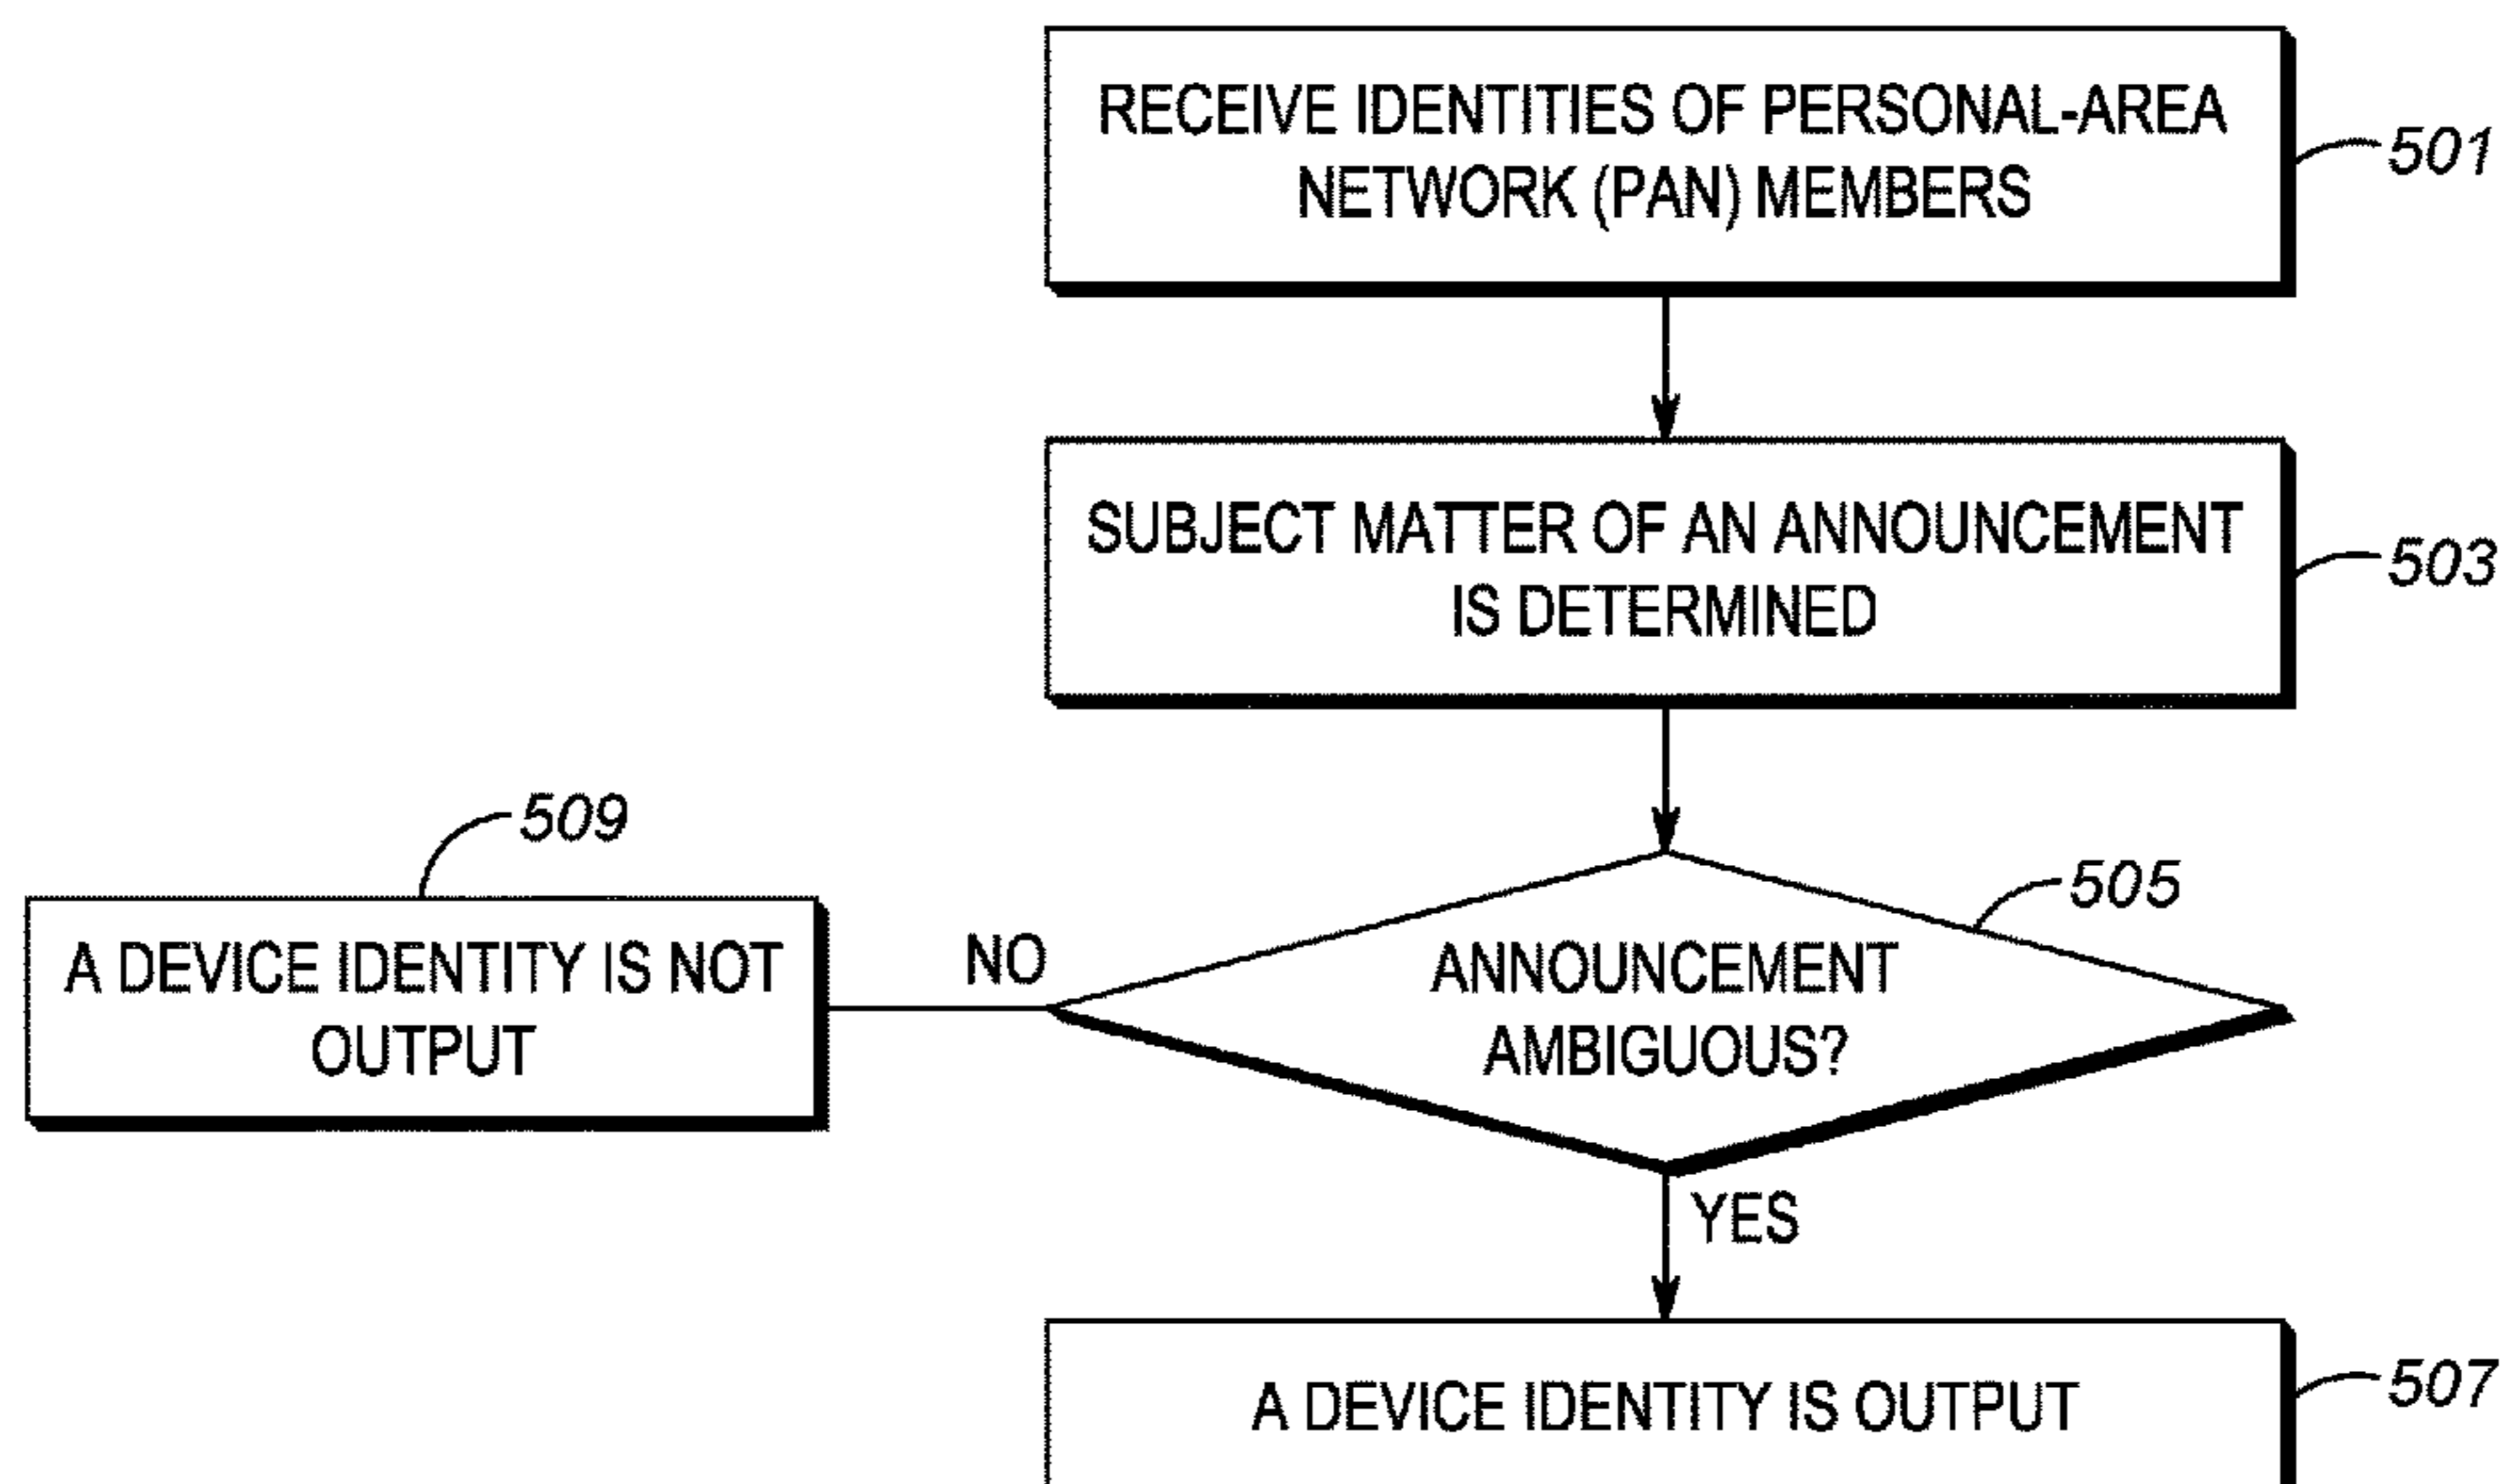 RECEIVE IDENTITIES OF PERSONAL-AREA
NETWORK (PAN) MEMBERS
501
SUBJECT MATTER OF AN ANNOUNCEMENT
IS DETERMINED
503
509
A DEVICE IDENTITY IS NOT
OUTPUT
NO
505
ANNOUNCEMENT
AMBIGUOUS?
YES
A DEVICE IDENTITY IS OUTPUT
507